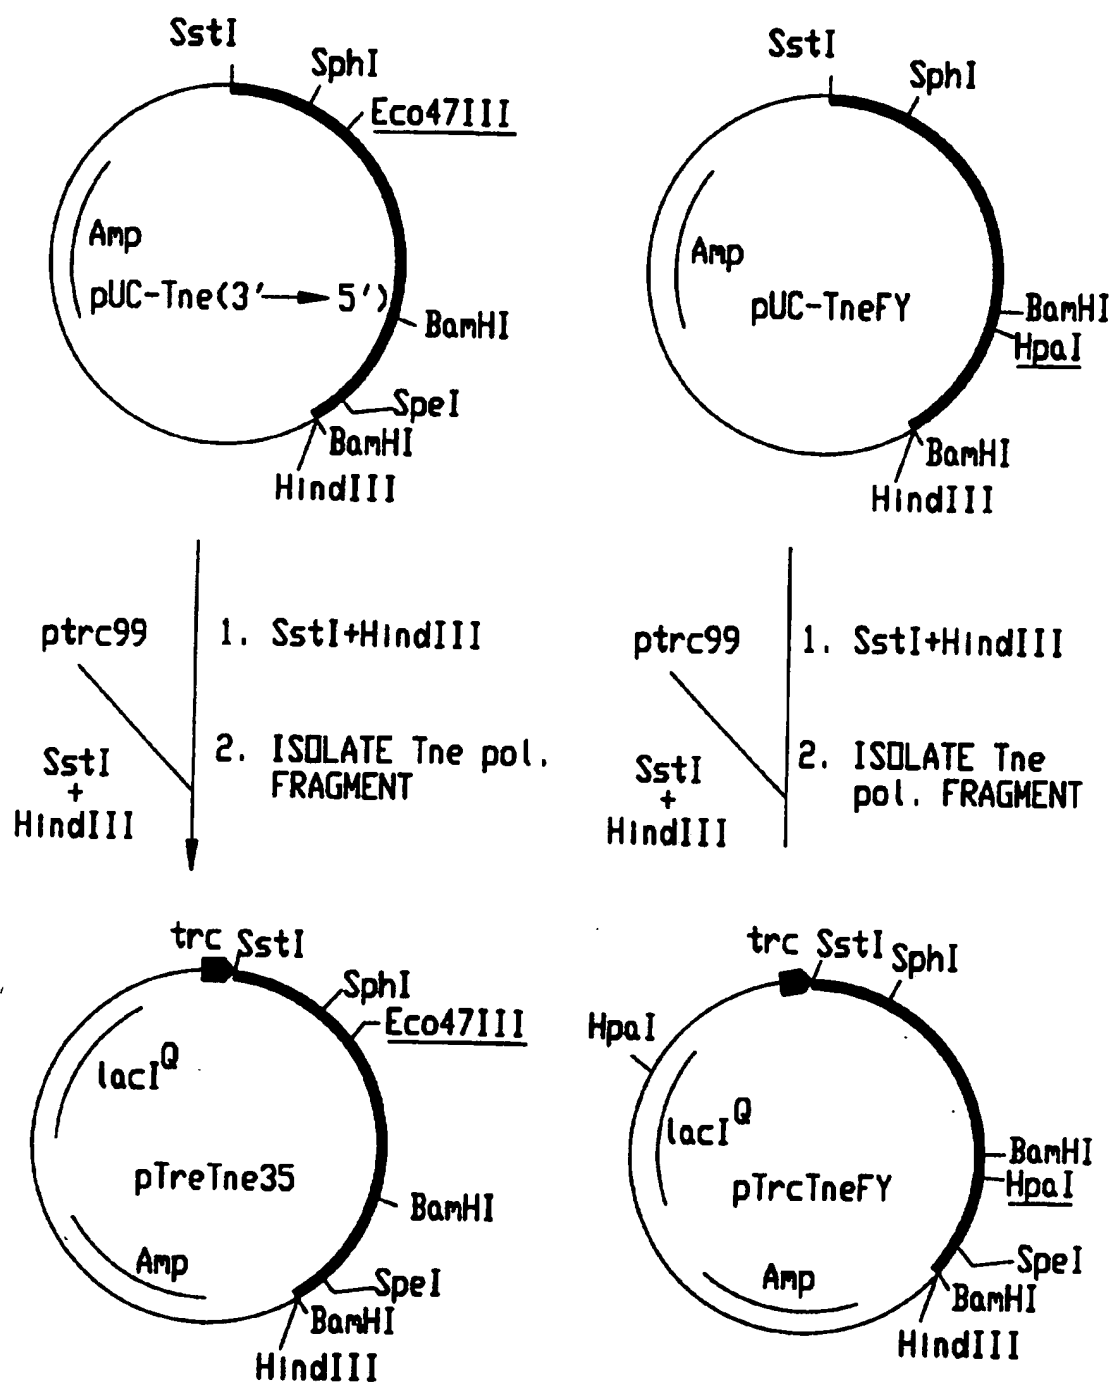 SstI
SphI
Eco47III
Amp
pUC-Tne(3' → 5')
BamHI
SpeI
BamHI
HindIII
SstI
SphI
Amp
pUC-TneFY
BamHI
HpaI
BamHI
HindIII
ptrc99
1. SstI+HindIII
SstI
+
HindIII
2. ISOLATE Tne pol.
FRAGMENT
ptrc99
1. SstI+HindIII
SstI
+
HindIII
2. ISOLATE Tne
pol. FRAGMENT
trc SstI
SphI
Eco47III
lacI^Q
pTreTne35
BamHI
Amp
SpeI
BamHI
HindIII
trc SstI
SphI
HpaI
lacI^Q
BamHI
pTrcTneFY
HpaI
Amp
SpeI
BamHI
HindIII